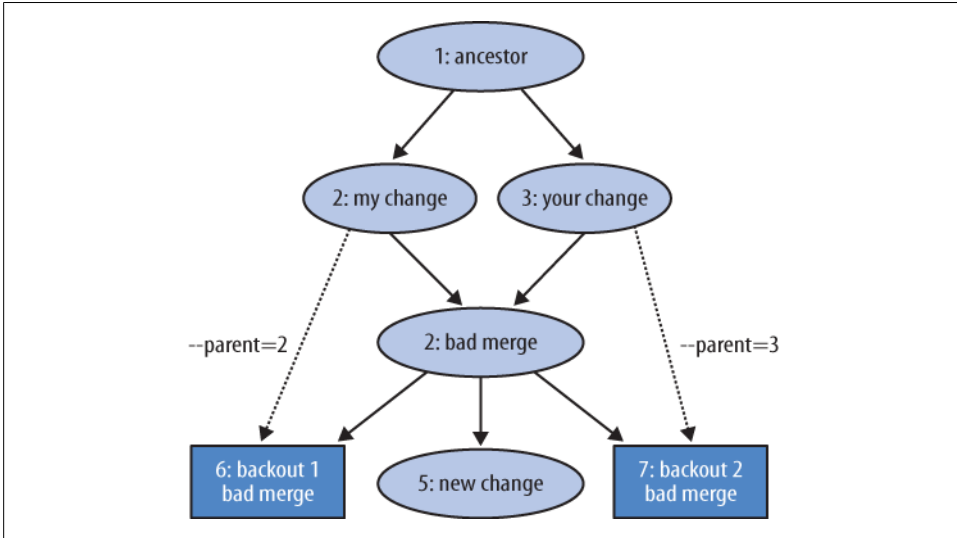 1: ancestor
2: my change
3: your change
--parent=2
2: bad merge
--parent=3
6: backout 1
bad merge
5: new change
7: backout 2
bad merge